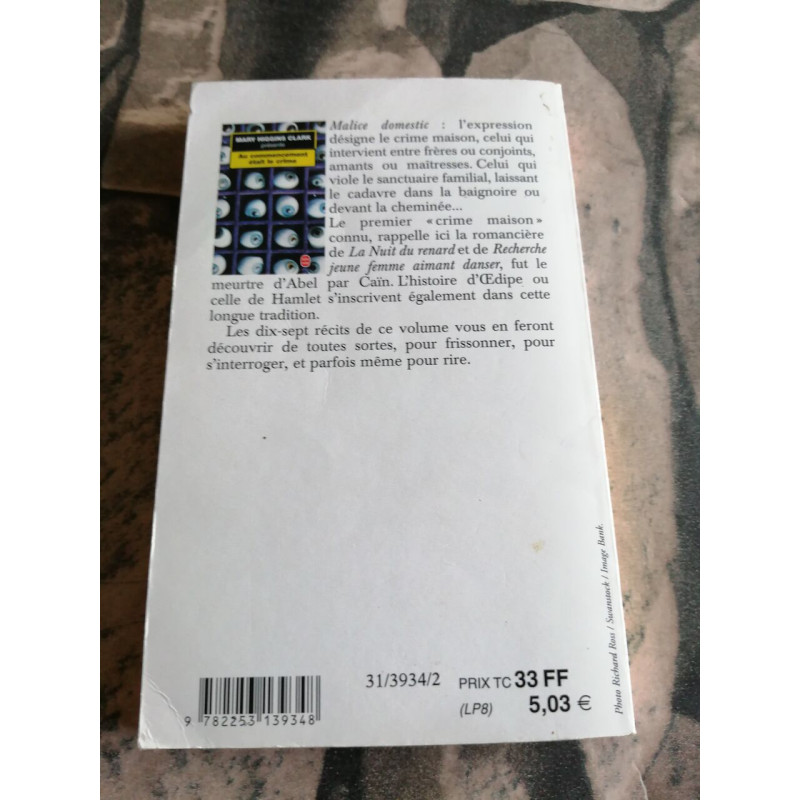 MARY HIGGINS CLARK
présente
Au commencement
était le crime
Malice domestic : l'expression
désigne le crime maison, celui qui
intervient entre frères ou conjoints,
amants ou maîtresses. Celui qui
viole le sanctuaire familial, laissant
le cadavre dans la baignoire ou
devant la cheminée...
Le premier «crime maison»
connu, rappelle ici la romancière
de La Nuit du renard et de Recherche
jeune femme aimant danser, fut le
meurtre d'Abel par Caïn. L'histoire d'Œdipe ou
celle de Hamlet s'inscrivent également dans cette
longue tradition.
Les dix-sept récits de ce volume vous en feront
découvrir de toutes sortes, pour frissonner, pour
s'interroger, et parfois même pour rire.
Photo Richard Ross / Swanstock / Image Bank.
31/3934/2
PRIX TC 33 FF
(LP8) 5,03 €
9 782253 139348